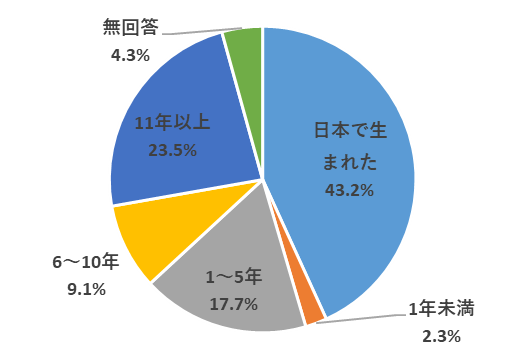 無回答
4.3%
日本で生
まれた
43.2%
11年以上
23.5%
6～10年
9.1%
1～5年
17.7%
1年未満
2.3%